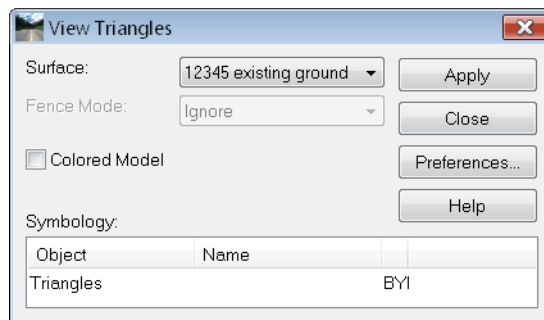 View Triangles
Surface: 12345 existing ground Apply
Fence Mode: Ignore Close
Colored Model Preferences...
Help
Symbology:
Object Name
Triangles BYl